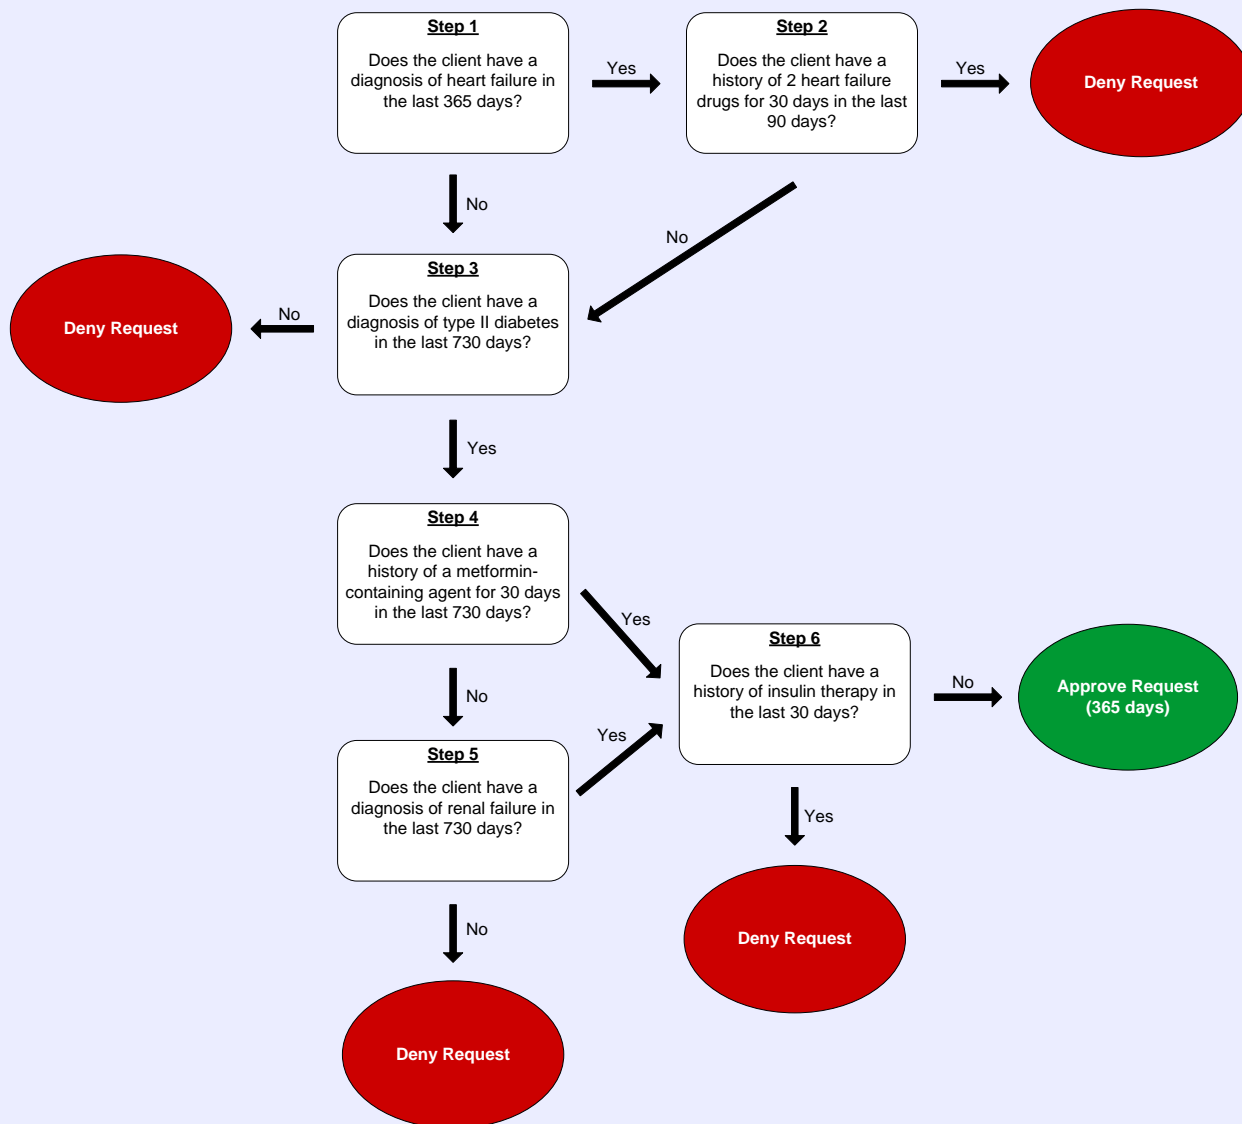 Step 1
Does the client have a
diagnosis of heart failure in
the last 365 days?
Yes
Step 2
Does the client have a
history of 2 heart failure
drugs for 30 days in the last
90 days?
Yes
Deny Request
No
No
Step 3
Does the client have a
diagnosis of type II diabetes
in the last 730 days?
No
Deny Request
Yes
Step 4
Does the client have a
history of a metformin-
containing agent for 30 days
in the last 730 days?
Yes
No
Step 5
Does the client have a
diagnosis of renal failure in
the last 730 days?
Yes
No
Deny Request
Step 6
Does the client have a
history of insulin therapy in
the last 30 days?
No
Approve Request
(365 days)
Yes
Deny Request